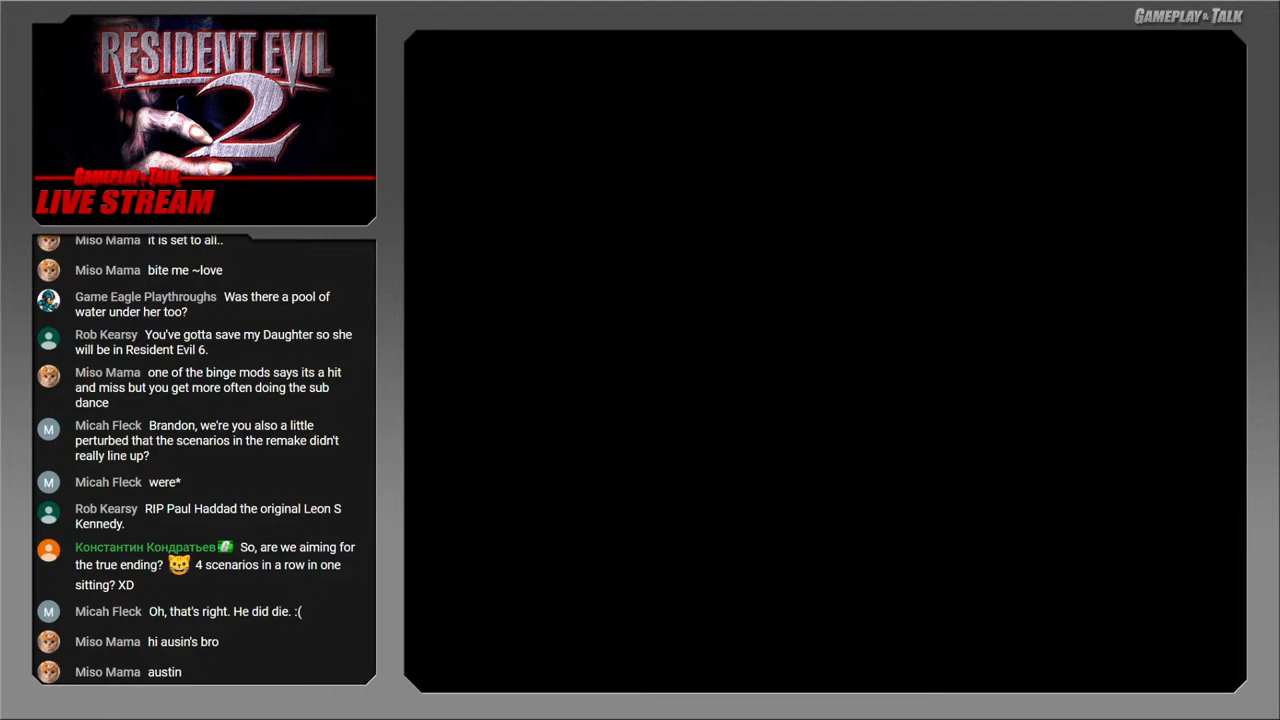 GAMEPLAY & TALK
RESIDENT EVIL
2
GAMEPLAY & TALK
LIVE STREAM
Miso Mama it is set to all..
Miso Mama bite me ~love
Game Eagle Playthroughs Was there a pool of
water under her too?
Rob Kearsy You've gotta save my Daughter so she
will be in Resident Evil 6.
Miso Mama one of the binge mods says its a hit
and miss but you get more often doing the sub
dance
Micah Fleck Brandon, we're you also a little
perturbed that the scenarios in the remake didn't
really line up?
Micah Fleck were*
Rob Kearsy RIP Paul Haddad the original Leon S
Kennedy.
Константин Кондратьев So, are we aiming for
the true ending? 4 scenarios in a row in one
sitting? XD
Micah Fleck Oh, that's right. He did die. :(
Miso Mama hi ausin's bro
Miso Mama austin
M
M
M